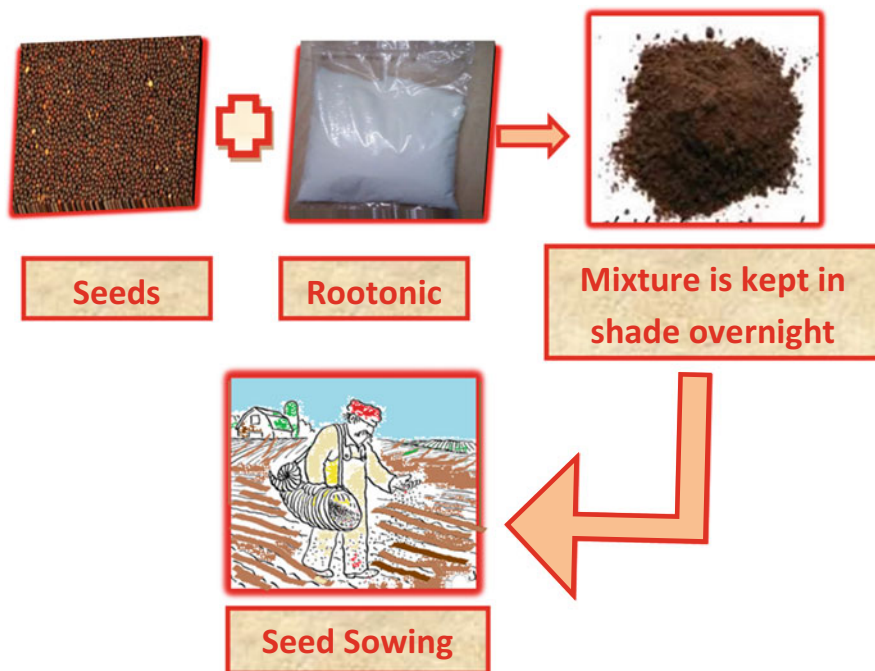 Seeds
Rootonic
Mixture is kept in
shade overnight
Seed Sowing